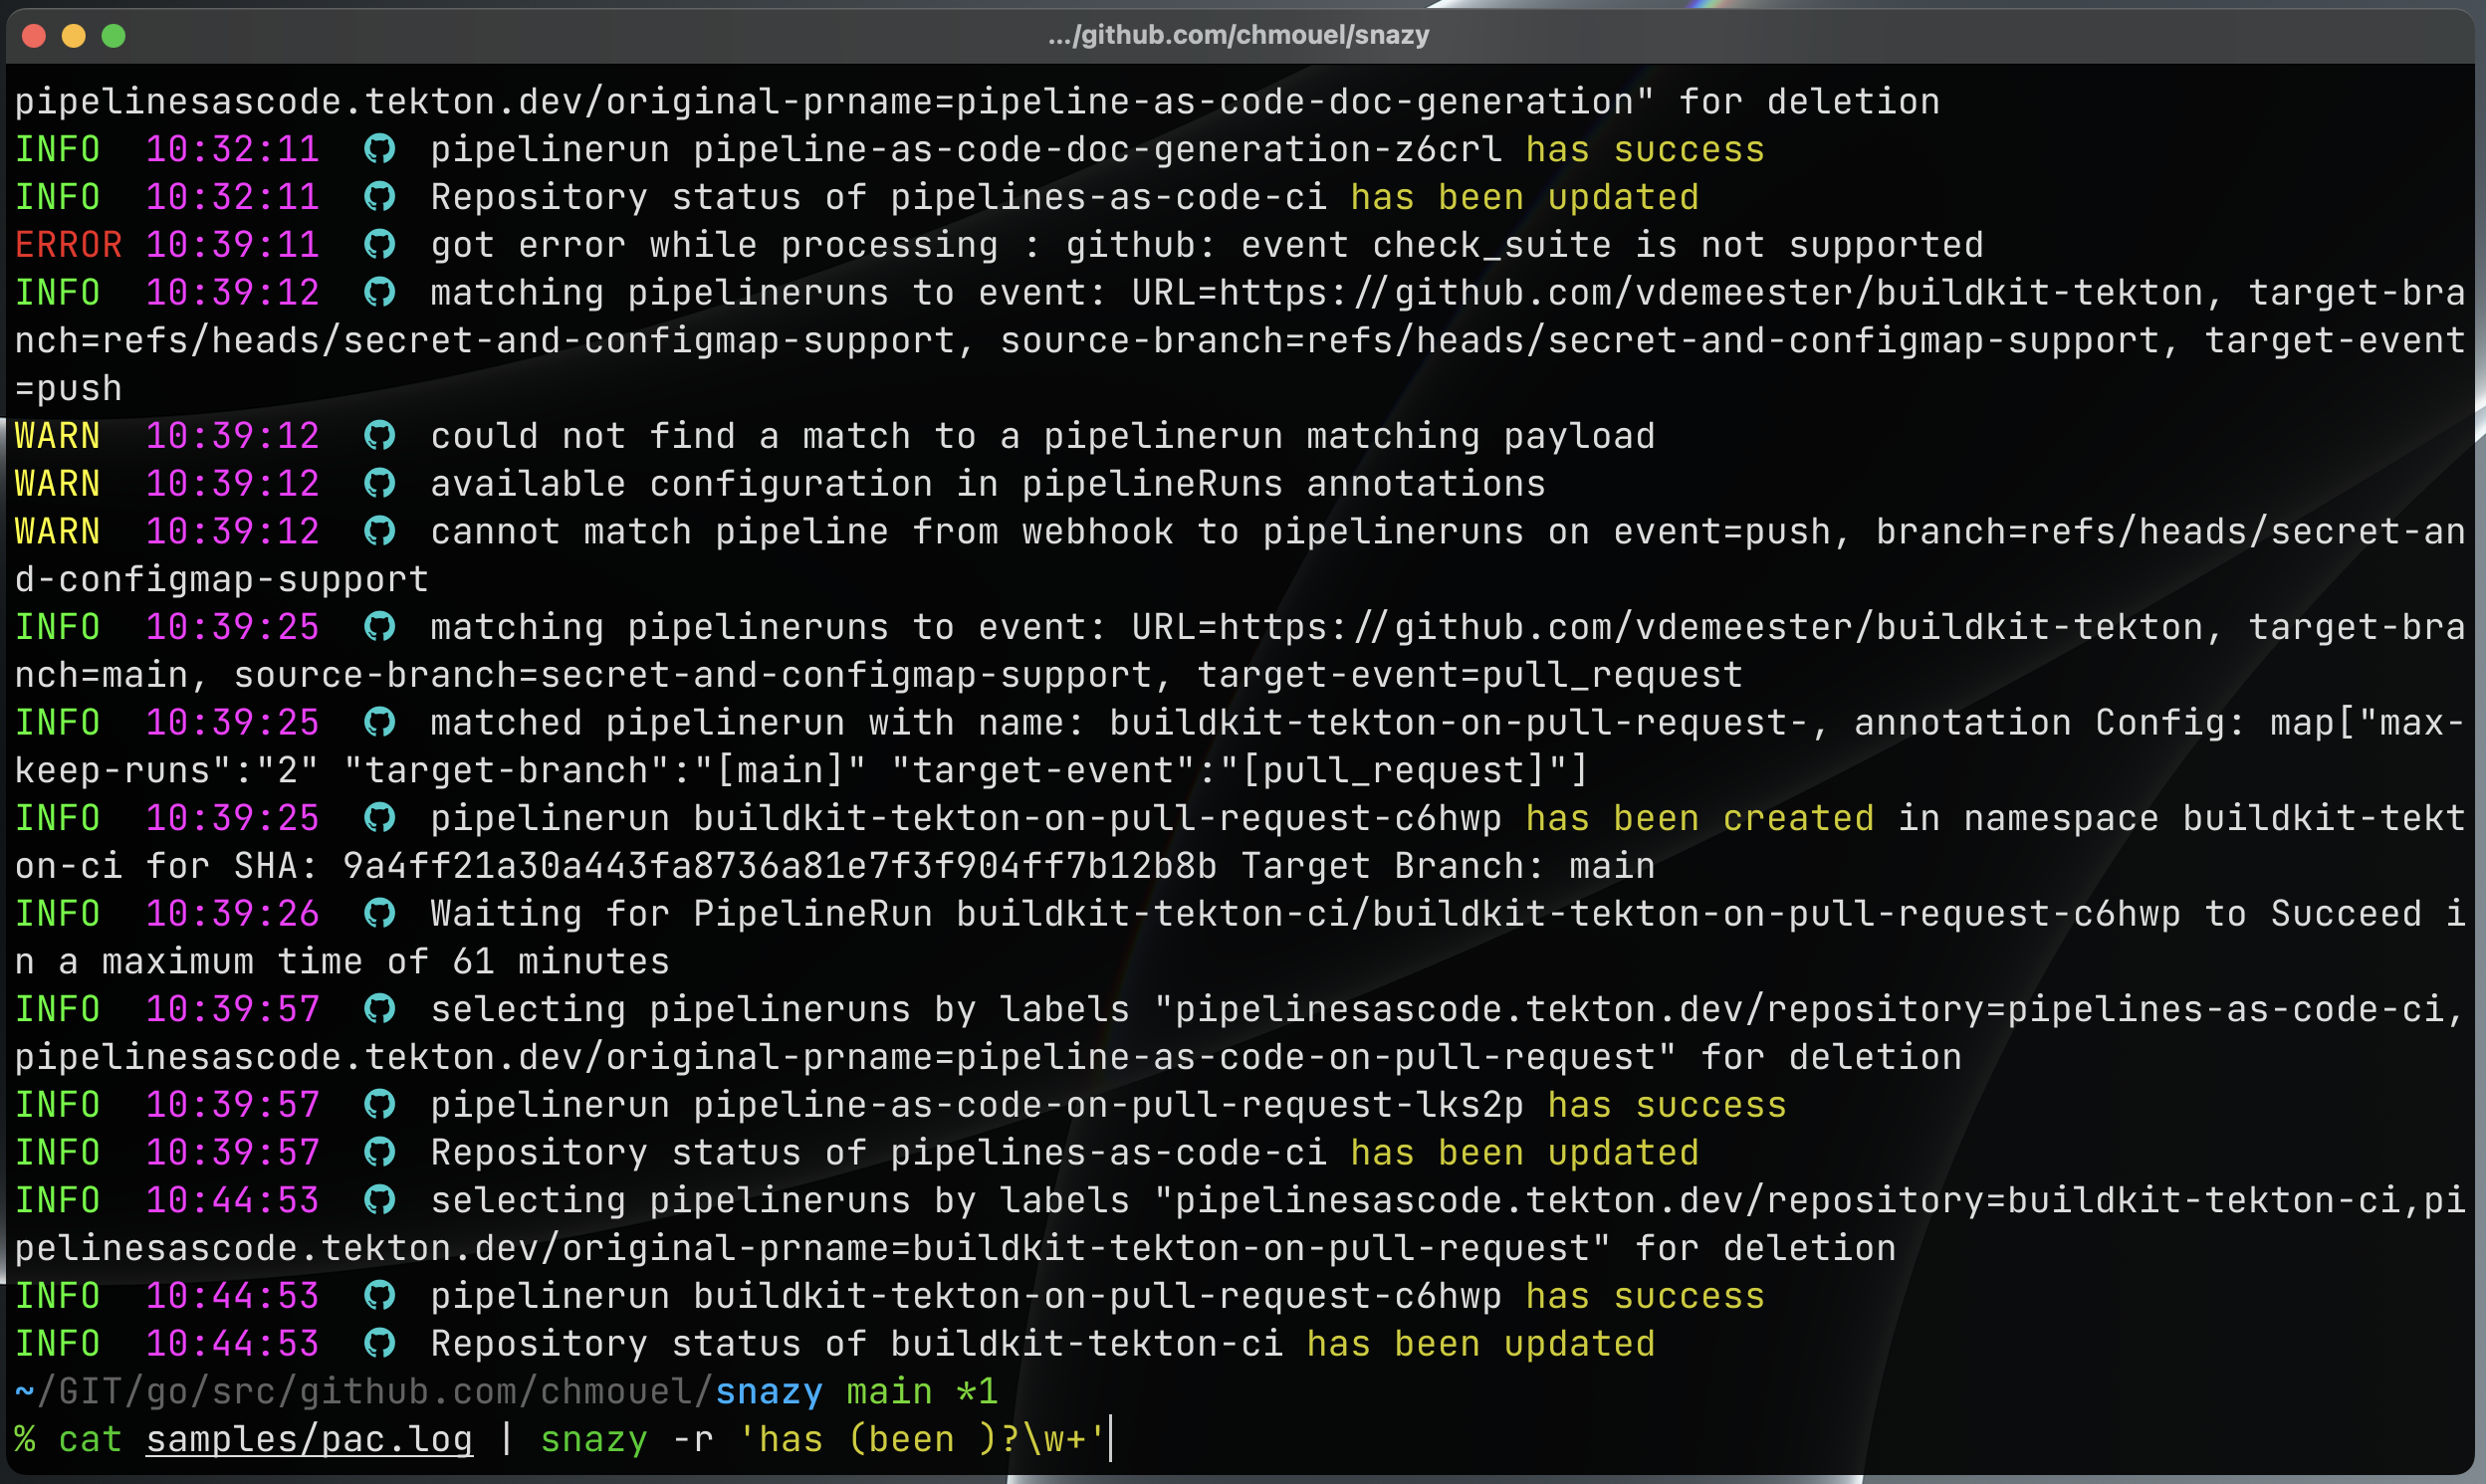 .../github.com/chmouel/snazy
pipelinesascode.tekton.dev/original-prname=pipeline-as-code-doc-generation" for deletion
INFO 10:32:11 pipelinerun pipeline-as-code-doc-generation-z6crl has success
INFO 10:32:11 Repository status of pipelines-as-code-ci has been updated
ERROR 10:39:11 got error while processing : github: event check_suite is not supported
INFO 10:39:12 matching pipelineruns to event: URL=https://github.com/vdemeester/buildkit-tekton, target-bra
nch=refs/heads/secret-and-configmap-support, source-branch=refs/heads/secret-and-configmap-support, target-event
=push
WARN 10:39:12 could not find a match to a pipelinerun matching payload
WARN 10:39:12 available configuration in pipelineRuns annotations
WARN 10:39:12 cannot match pipeline from webhook to pipelineruns on event=push, branch=refs/heads/secret-an
d-configmap-support
INFO 10:39:25 matching pipelineruns to event: URL=https://github.com/vdemeester/buildkit-tekton, target-bra
nch=main, source-branch=secret-and-configmap-support, target-event=pull_request
INFO 10:39:25 matched pipelinerun with name: buildkit-tekton-on-pull-request-, annotation Config: map["max-
keep-runs":"2" "target-branch":"[main]" "target-event":"[pull_request]"]
INFO 10:39:25 pipelinerun buildkit-tekton-on-pull-request-c6hwp has been created in namespace buildkit-tekt
on-ci for SHA: 9a4ff21a30a443fa8736a81e7f3f904ff7b12b8b Target Branch: main
INFO 10:39:26 Waiting for PipelineRun buildkit-tekton-ci/buildkit-tekton-on-pull-request-c6hwp to Succeed i
n a maximum time of 61 minutes
INFO 10:39:57 selecting pipelineruns by labels "pipelinesascode.tekton.dev/repository=pipelines-as-code-ci,
pipelinesascode.tekton.dev/original-prname=pipeline-as-code-on-pull-request" for deletion
INFO 10:39:57 pipelinerun pipeline-as-code-on-pull-request-lks2p has success
INFO 10:39:57 Repository status of pipelines-as-code-ci has been updated
INFO 10:44:53 selecting pipelineruns by labels "pipelinesascode.tekton.dev/repository=buildkit-tekton-ci,pi
pelinesascode.tekton.dev/original-prname=buildkit-tekton-on-pull-request" for deletion
INFO 10:44:53 pipelinerun buildkit-tekton-on-pull-request-c6hwp has success
INFO 10:44:53 Repository status of buildkit-tekton-ci has been updated
~/GIT/go/src/github.com/chmouel/snazy main *1
% cat samples/pac.log | snazy -r 'has (been )?\w+'